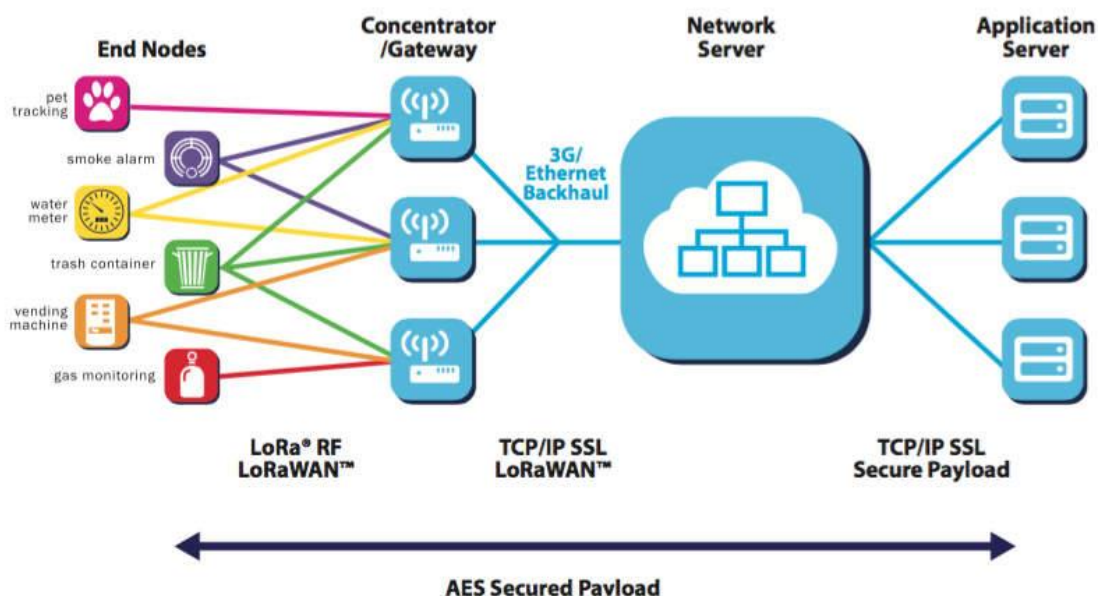 End Nodes
Concentrator
/Gateway
Network
Server
Application
Server
pet
tracking
smoke alarm
water
meter
trash container
vending
machine
gas monitoring
3G/
Ethernet
Backhaul
LoRa® RF
LoRaWAN™
TCP/IP SSL
LoRaWAN™
TCP/IP SSL
Secure Payload
AES Secured Payload